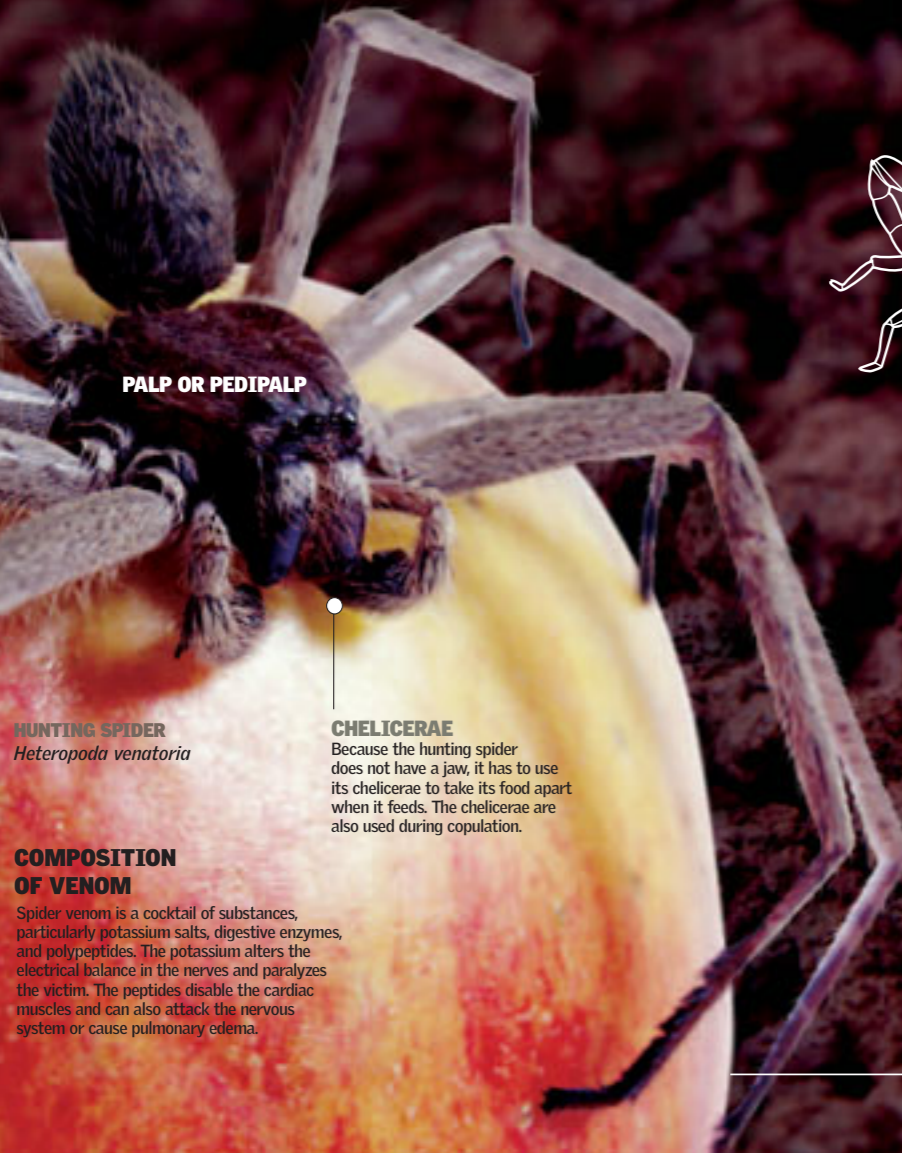 PALP OR PEDIPALP
HUNTING SPIDER
Heteropoda venatoria
CHELICERAE
Because the hunting spider
does not have a jaw, it has to use
its chelicerae to take its food apart
when it feeds. The chelicerae are
also used during copulation.
COMPOSITION
OF VENOM
Spider venom is a cocktail of substances,
particularly potassium salts, digestive enzymes,
and polypeptides. The potassium alters the
electrical balance in the nerves and paralyzes
the victim. The peptides disable the cardiac
muscles and can also attack the nervous
system or cause pulmonary edema.